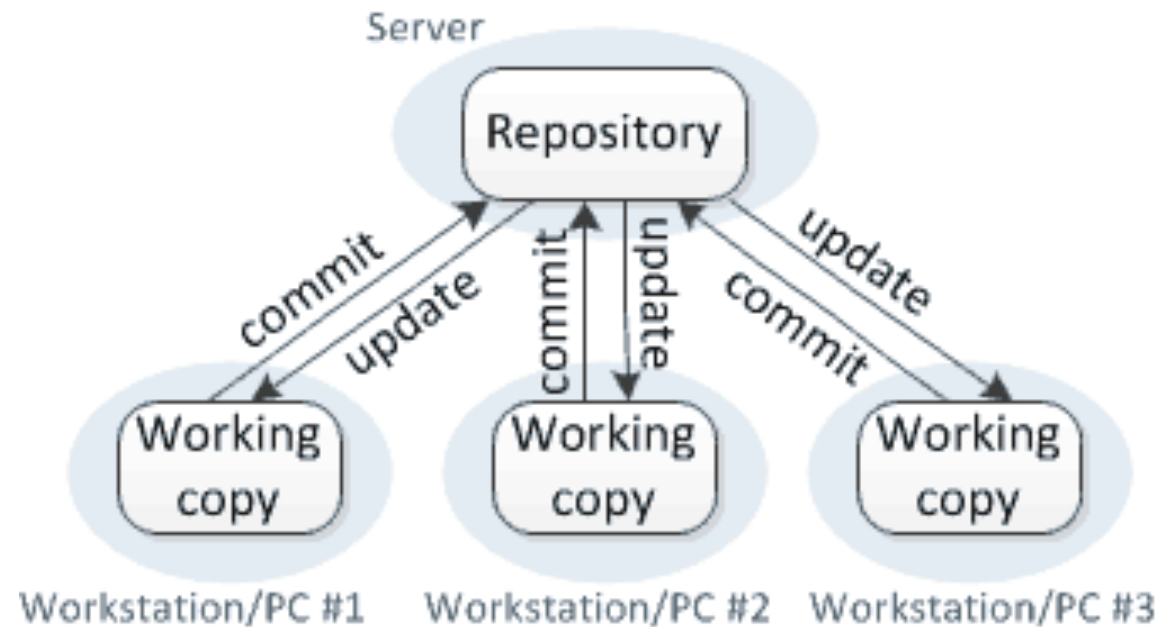 Server
Repository
commit
update
commit
update
commit
update
Working
copy
Working
copy
Working
copy
Workstation/PC #1
Workstation/PC #2
Workstation/PC #3